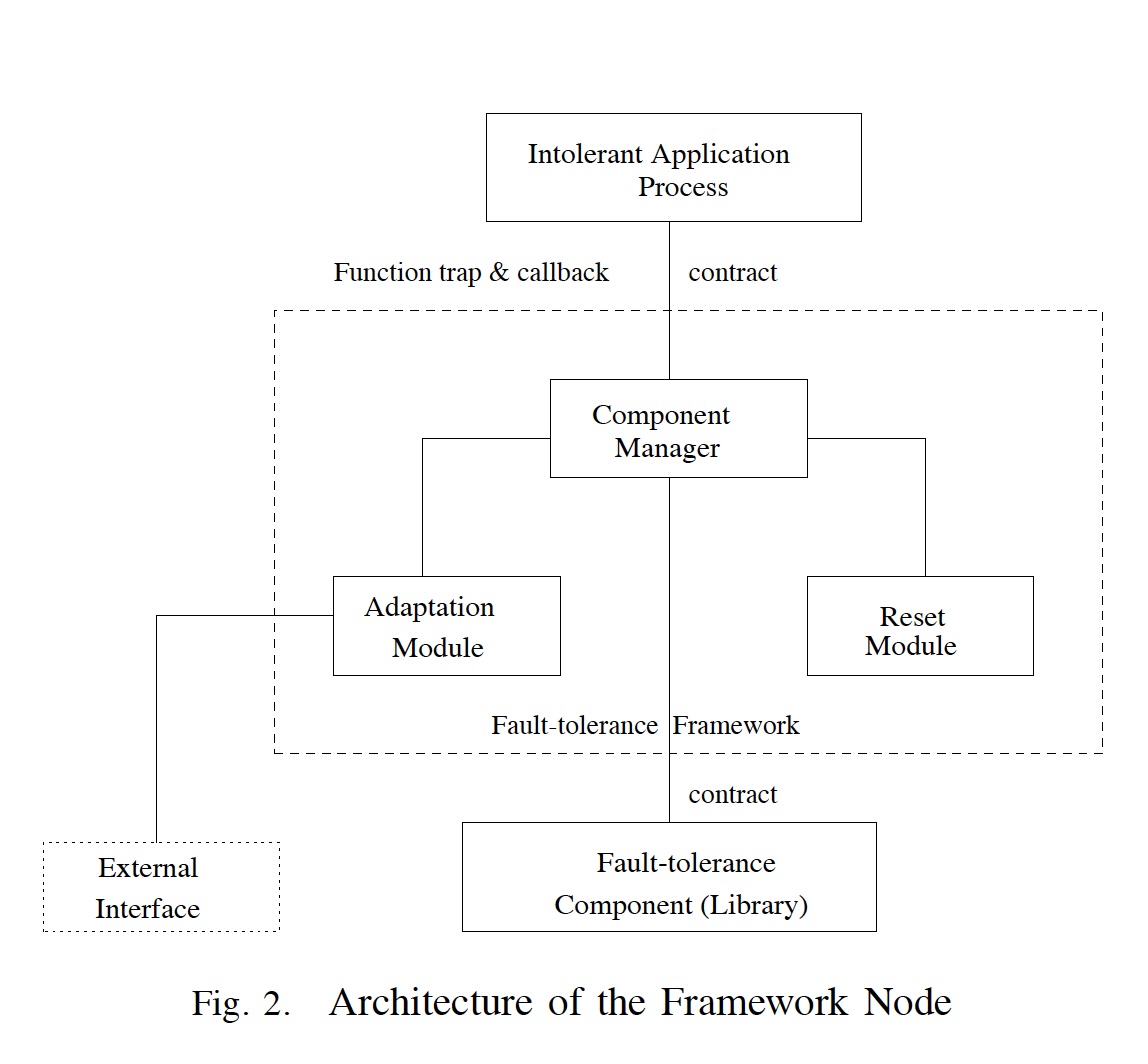 Intolerant Application
Process
Function trap & callback
contract
Component
Manager
Adaptation
Module
Reset
Module
Fault-tolerance Framework
contract
External
Interface
Fault-tolerance
Component (Library)
Fig. 2. Architecture of the Framework Node